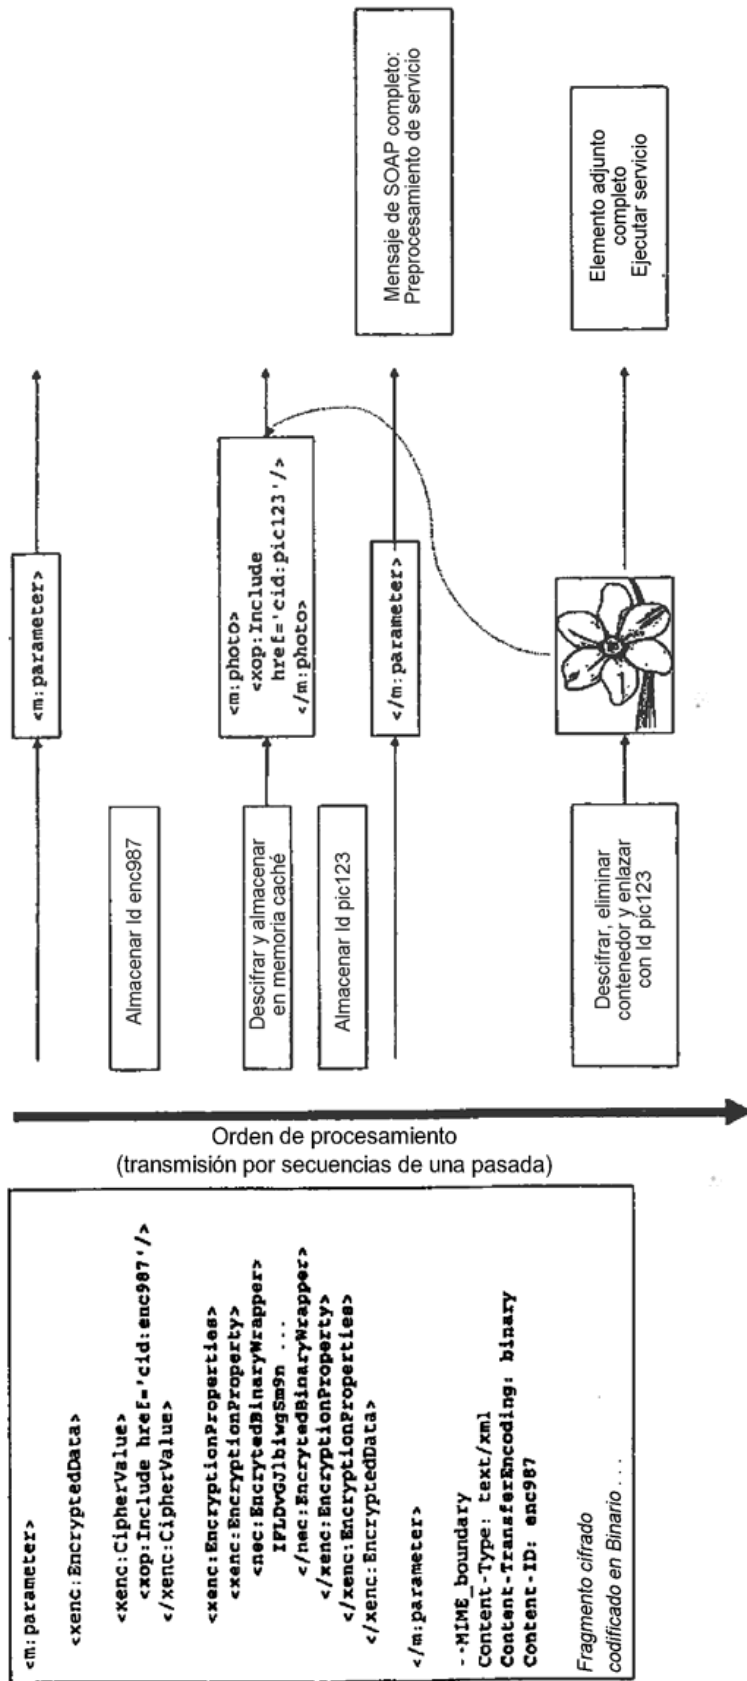 <m:parameter>
<xenc:EncryptedData>
<xenc:CipherValue>
<xop:Include href='cid:enc987'/>
</xenc:CipherValue>
<xenc:EncryptionProperties>
<xenc:EncryptionProperty>
<nec:EncrytedBinaryWrapper>
IFLDvGJlbiwgSm9n ...
</nec:EncrytedBinaryWrapper>
</xenc:EncryptionProperty>
</xenc:EncryptionProperties>
</xenc:EncryptedData>
</m:parameter>
--MIME_boundary
Content-Type: text/xml
Content-TransferEncoding: binary
Content-ID: enc987
Fragmento cifrado
codificado en Binario . . .
Orden de procesamiento
(transmisión por secuencias de una pasada)
<m:parameter>
Almacenar Id enc987
Descifrar y almacenar
en memoria caché
<m:photo>
<xop:Include
href='cid:pic123'/>
</m:photo>
Almacenar Id pic123
</m:parameter>
Mensaje de SOAP completo:
Preprocesamiento de servicio
Descifrar, eliminar
contenedor y enlazar
con Id pic123
Elemento adjunto
completo
Ejecutar servicio